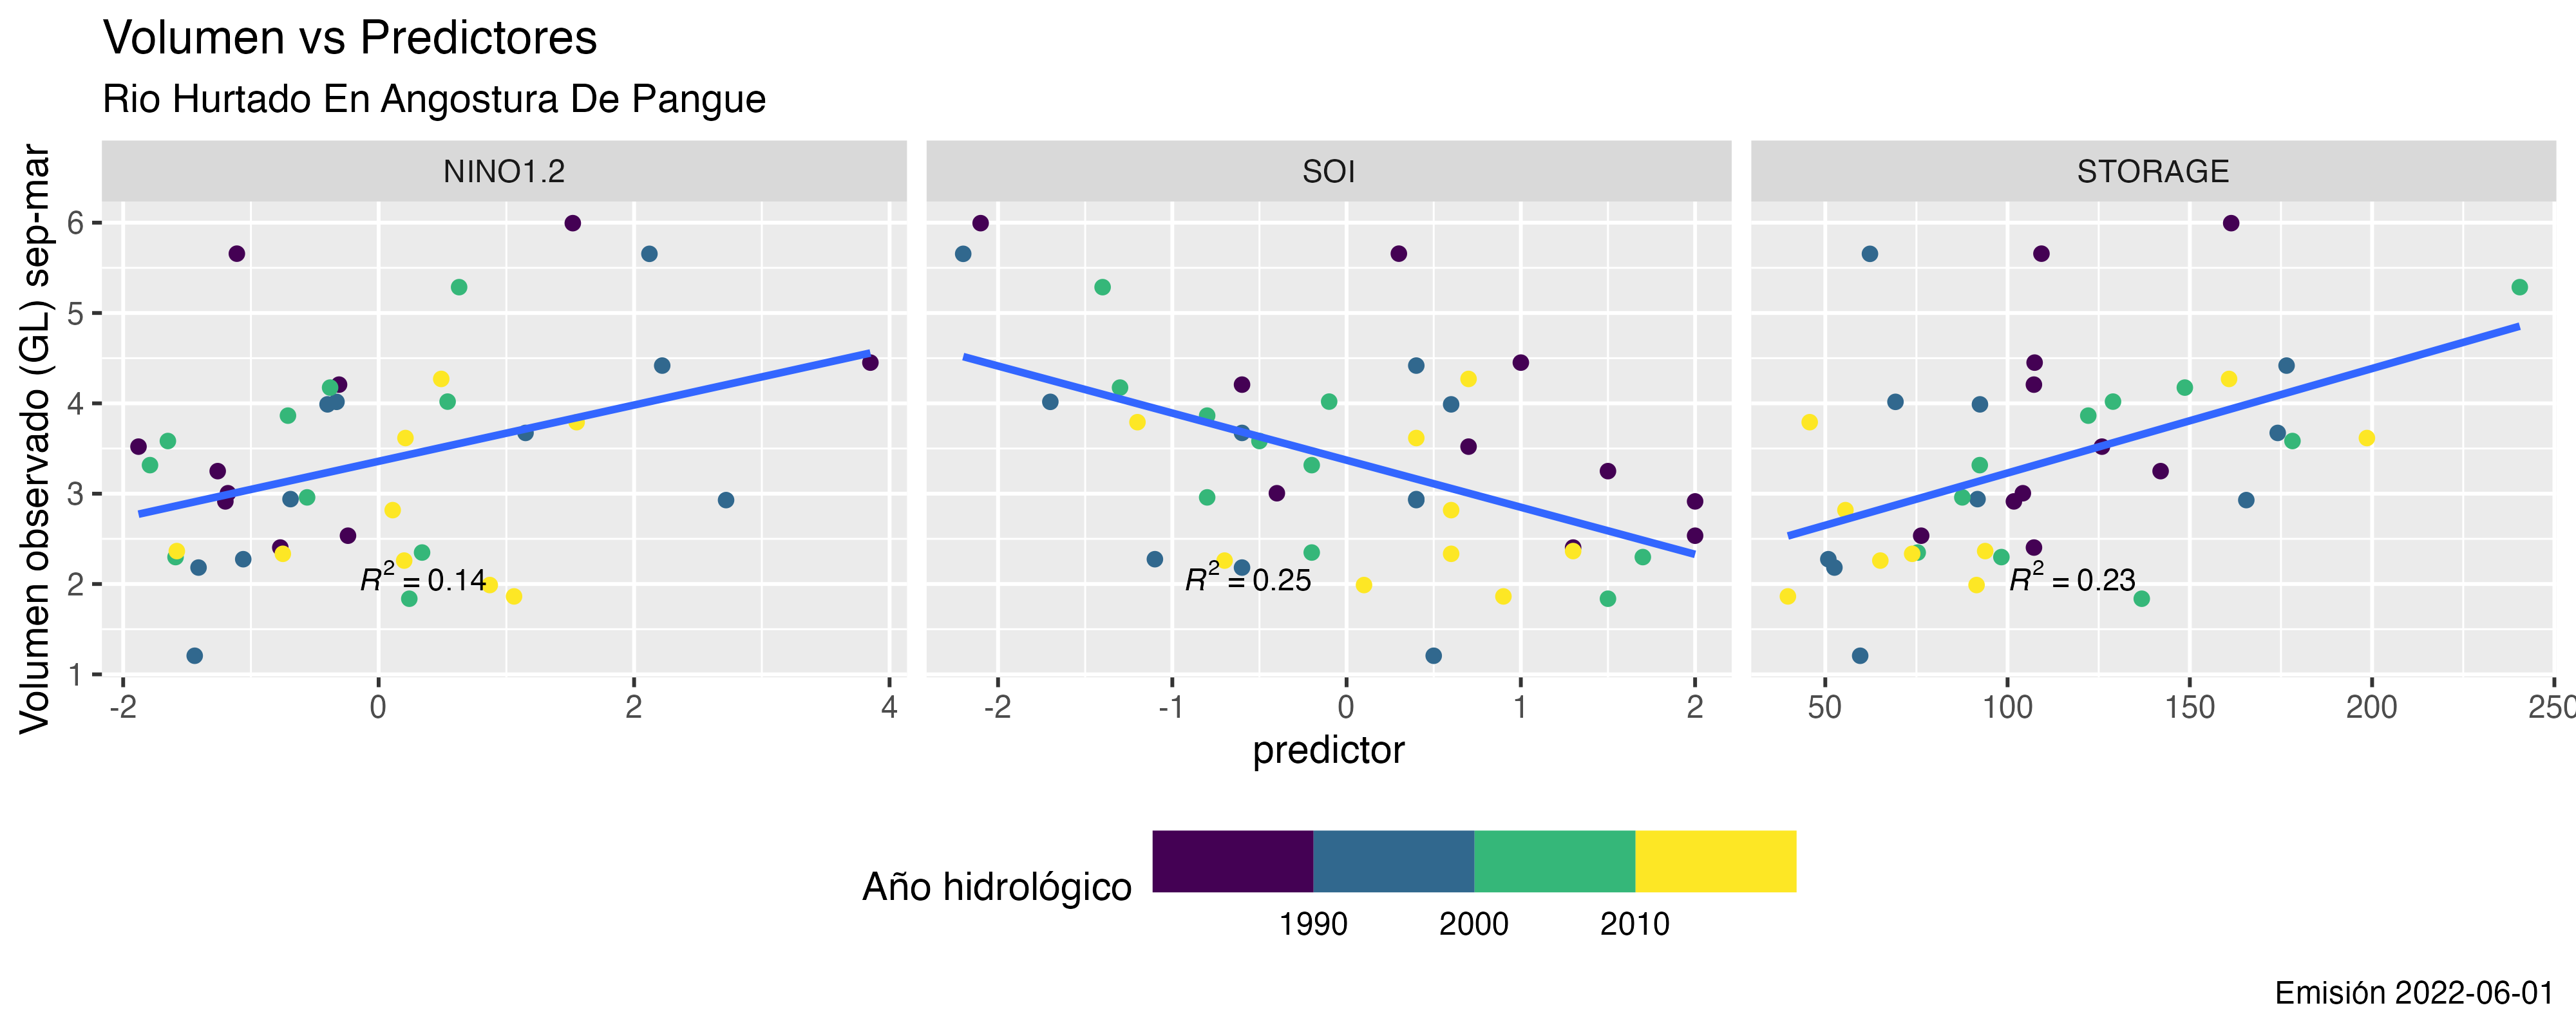 Volumen vs Predictores
Rio Hurtado En Angostura De Pangue
Volumen observado (GL) sep-mar
NINO1.2
SOI
STORAGE
6
5
4
3
2
1
R² = 0.14
R² = 0.25
R² = 0.23
-2 0 2 4
-2 -1 0 1 2
50 100 150 200 250
predictor
Año hidrológico
1990 2000 2010
Emisión 2022-06-01